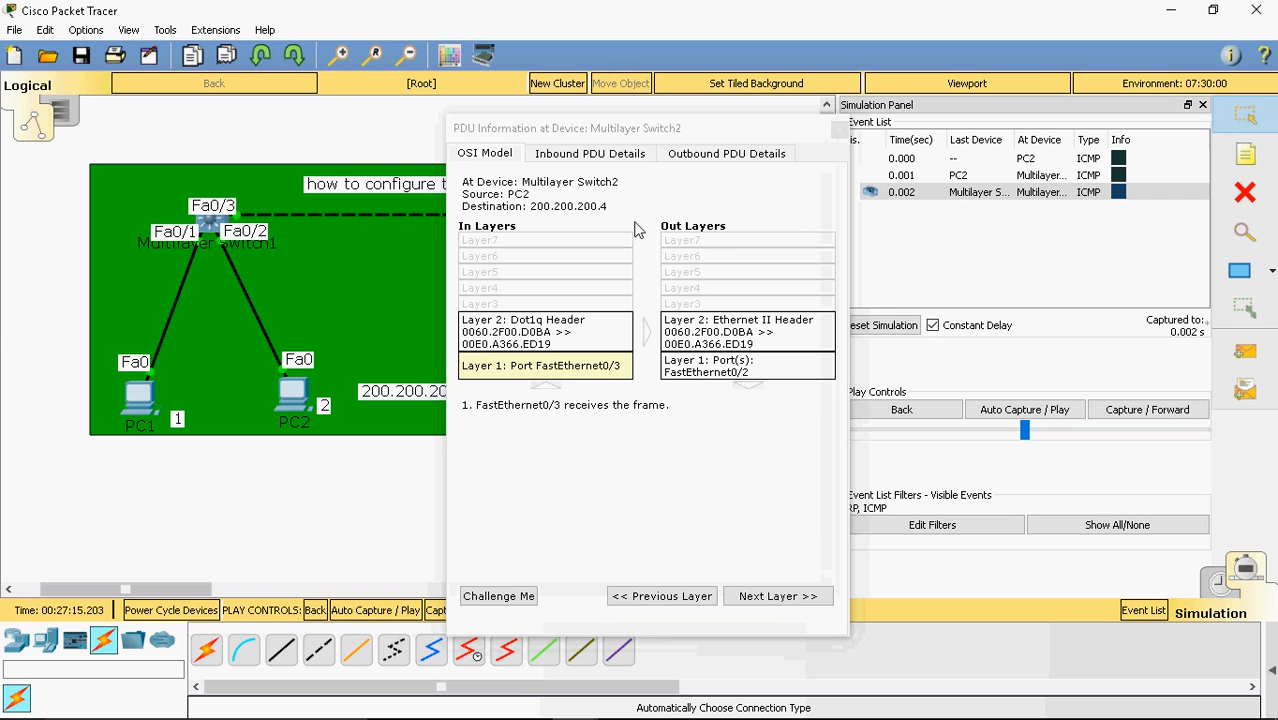 Cisco Packet Tracer
File Edit Options View Tools Extensions Help
Logical Back [Root] New Cluster Move Object Set Tiled Background Viewport Environment: 07:30:00
how to configure t
Fa0/3
Fa0/1 Fa0/2
Multilayer Switch1
Fa0 Fa0
1 2
PC1 PC2
200.200.20
PDU Information at Device: Multilayer Switch2
OSI Model Inbound PDU Details Outbound PDU Details
At Device: Multilayer Switch2
Source: PC2
Destination: 200.200.200.4
In Layers Out Layers
Layer7 Layer7
Layer6 Layer6
Layer5 Layer5
Layer4 Layer4
Layer3 Layer3
Layer 2: Dot1q Header
0060.2F00.D0BA >>
00E0.A366.ED19
Layer 2: Ethernet II Header
0060.2F00.D0BA >>
00E0.A366.ED19
Layer 1: Port FastEthernet0/3
Layer 1: Port(s):
FastEthernet0/2
1. FastEthernet0/3 receives the frame.
Challenge Me << Previous Layer Next Layer >>
Simulation Panel
Event List
is. Time(sec) Last Device At Device Type Info
0.000 -- PC2 ICMP
0.001 PC2 Multilayer... ICMP
0.002 Multilayer S... Multilayer... ICMP
eset Simulation Constant Delay Captured to:
0.002 s
Play Controls
Back Auto Capture / Play Capture / Forward
Event List Filters - Visible Events
RP, ICMP
Edit Filters Show All/None
Time: 00:27:15.203 Power Cycle Devices PLAY CONTROLS: Back Auto Capture / Play Capt
Event List Simulation
Automatically Choose Connection Type